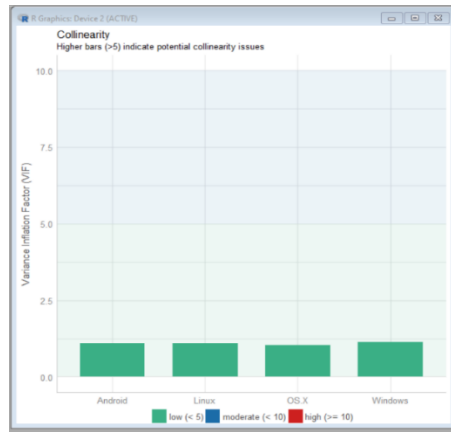 R Graphics: Device 2 (ACTIVE)
Collinearity
Higher bars (>5) indicate potential collinearity issues
Variance Inflation Factor (VIF)
10.0
7.5
5.0
2.5
0.0
Android Linux OS.X Windows
low (< 5) moderate (< 10) high (>= 10)